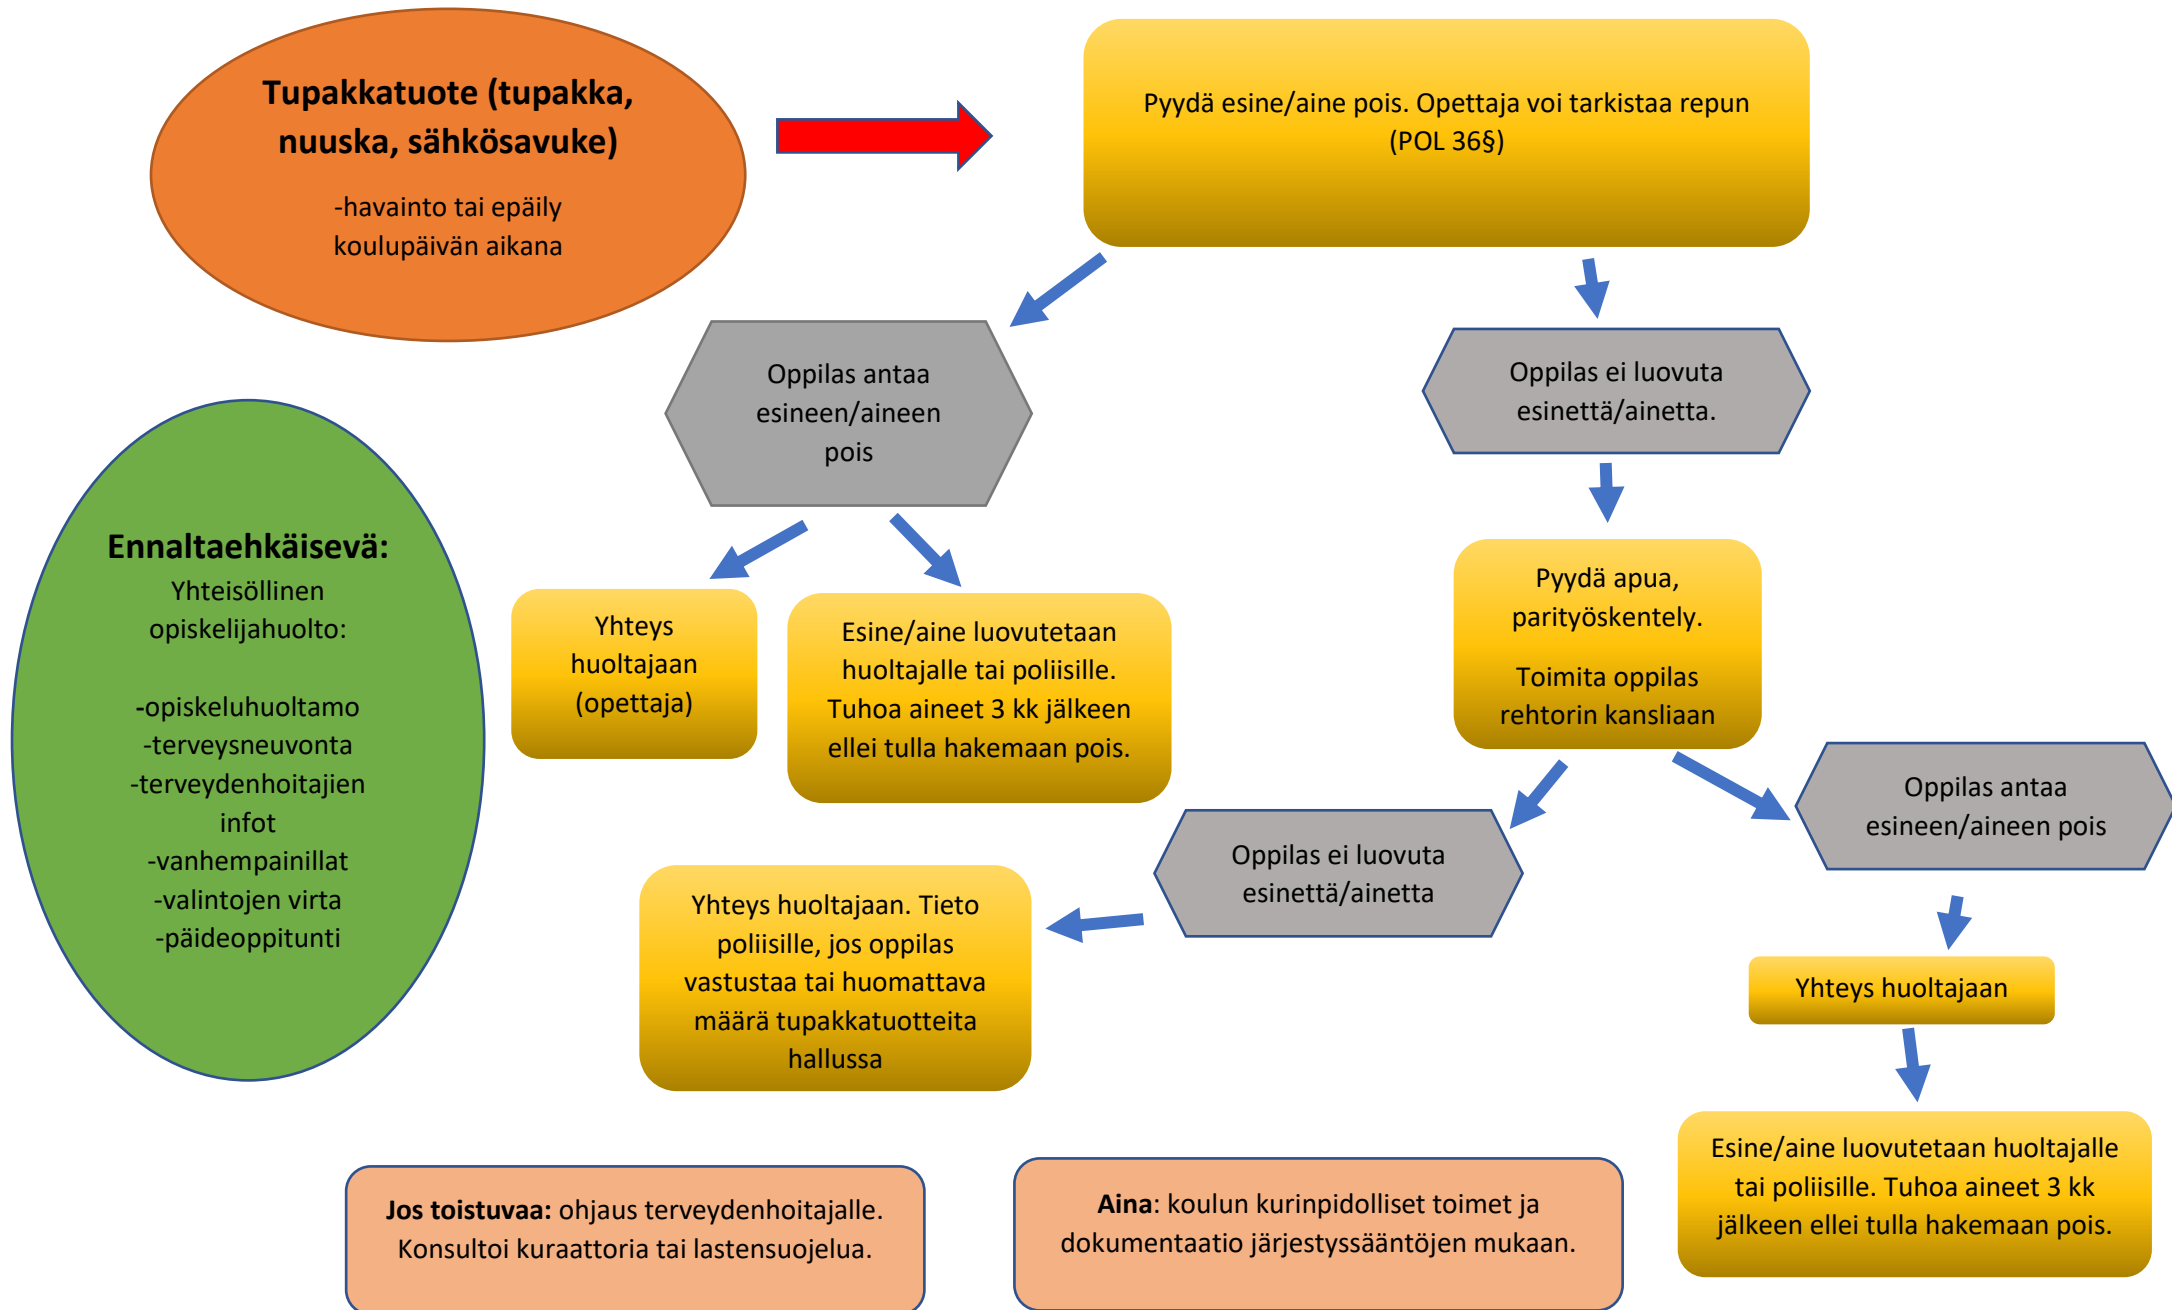 Tupakkatuote (tupakka,
nuuska, sähkösavuke)
-havainto tai epäily
koulupäivän aikana
Pyydä esine/aine pois. Opettaja voi tarkistaa repun
(POL 36§)
Oppilas antaa
esineen/aineen
pois
Oppilas ei luovuta
esinettä/ainetta.
Ennaltaehkäisevä:
Yhteisöllinen
opiskelijahuolto:
-opiskeluhuoltamo
-terveysneuvonta
-terveydenhoitajien
infot
-vanhempainillat
-valintojen virta
-päideoppitunti
Yhteys
huoltajaan
(opettaja)
Esine/aine luovutetaan
huoltajalle tai poliisille.
Tuhoa aineet 3 kk jälkeen
ellei tulla hakemaan pois.
Pyydä apua,
parityöskentely.
Toimita oppilas
rehtorin kansliaan
Oppilas ei luovuta
esinettä/ainetta
Oppilas antaa
esineen/aineen pois
Yhteys huoltajaan. Tieto
poliisille, jos oppilas
vastustaa tai huomattava
määrä tupakkatuotteita
hallussa
Yhteys huoltajaan
Esine/aine luovutetaan huoltajalle
tai poliisille. Tuhoa aineet 3 kk
jälkeen ellei tulla hakemaan pois.
Jos toistuvaa: ohjaus terveydenhoitajalle.
Konsultoi kuraattoria tai lastensuojelua.
Aina: koulun kurinpidolliset toimet ja
dokumentaatio järjestyssääntöjen mukaan.